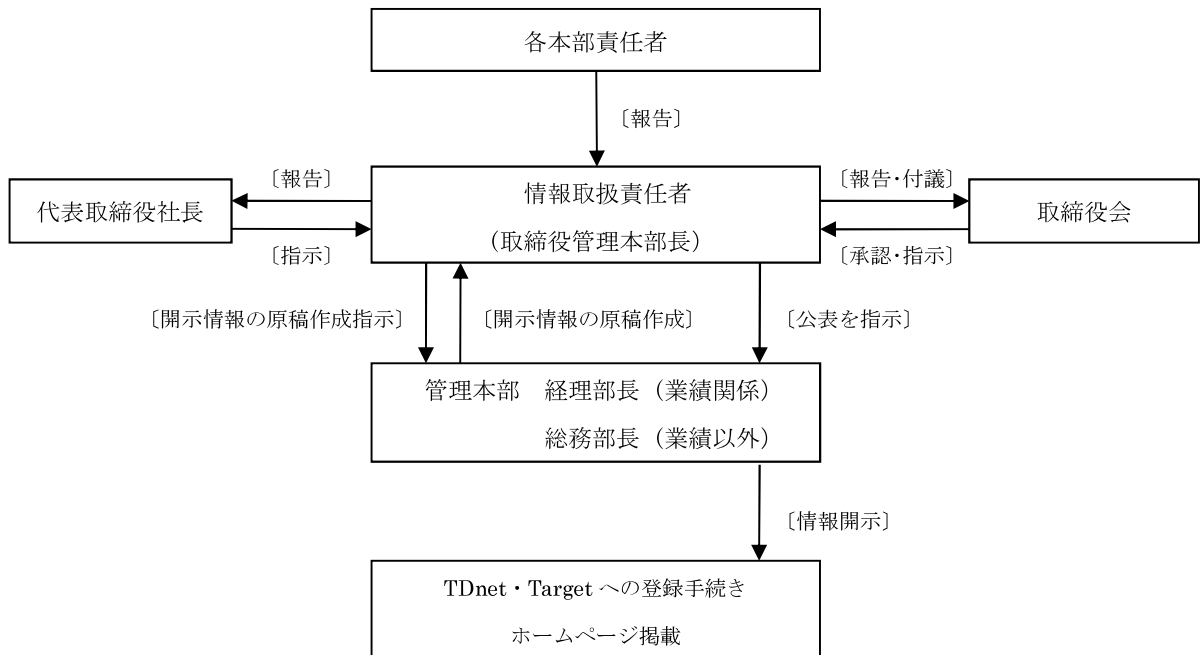 各本部責任者
〔報告〕
〔報告〕
情報取扱責任者
〔報告・付議〕
代表取締役社長
（取締役管理本部長）
取締役会
〔指示〕
〔承認・指示〕
〔開示情報の原稿作成指示〕
〔開示情報の原稿作成〕
〔公表を指示〕
管理本部　経理部長（業績関係）
総務部長（業績以外）
〔情報開示〕
TDnet・Target への登録手続き
ホームページ掲載